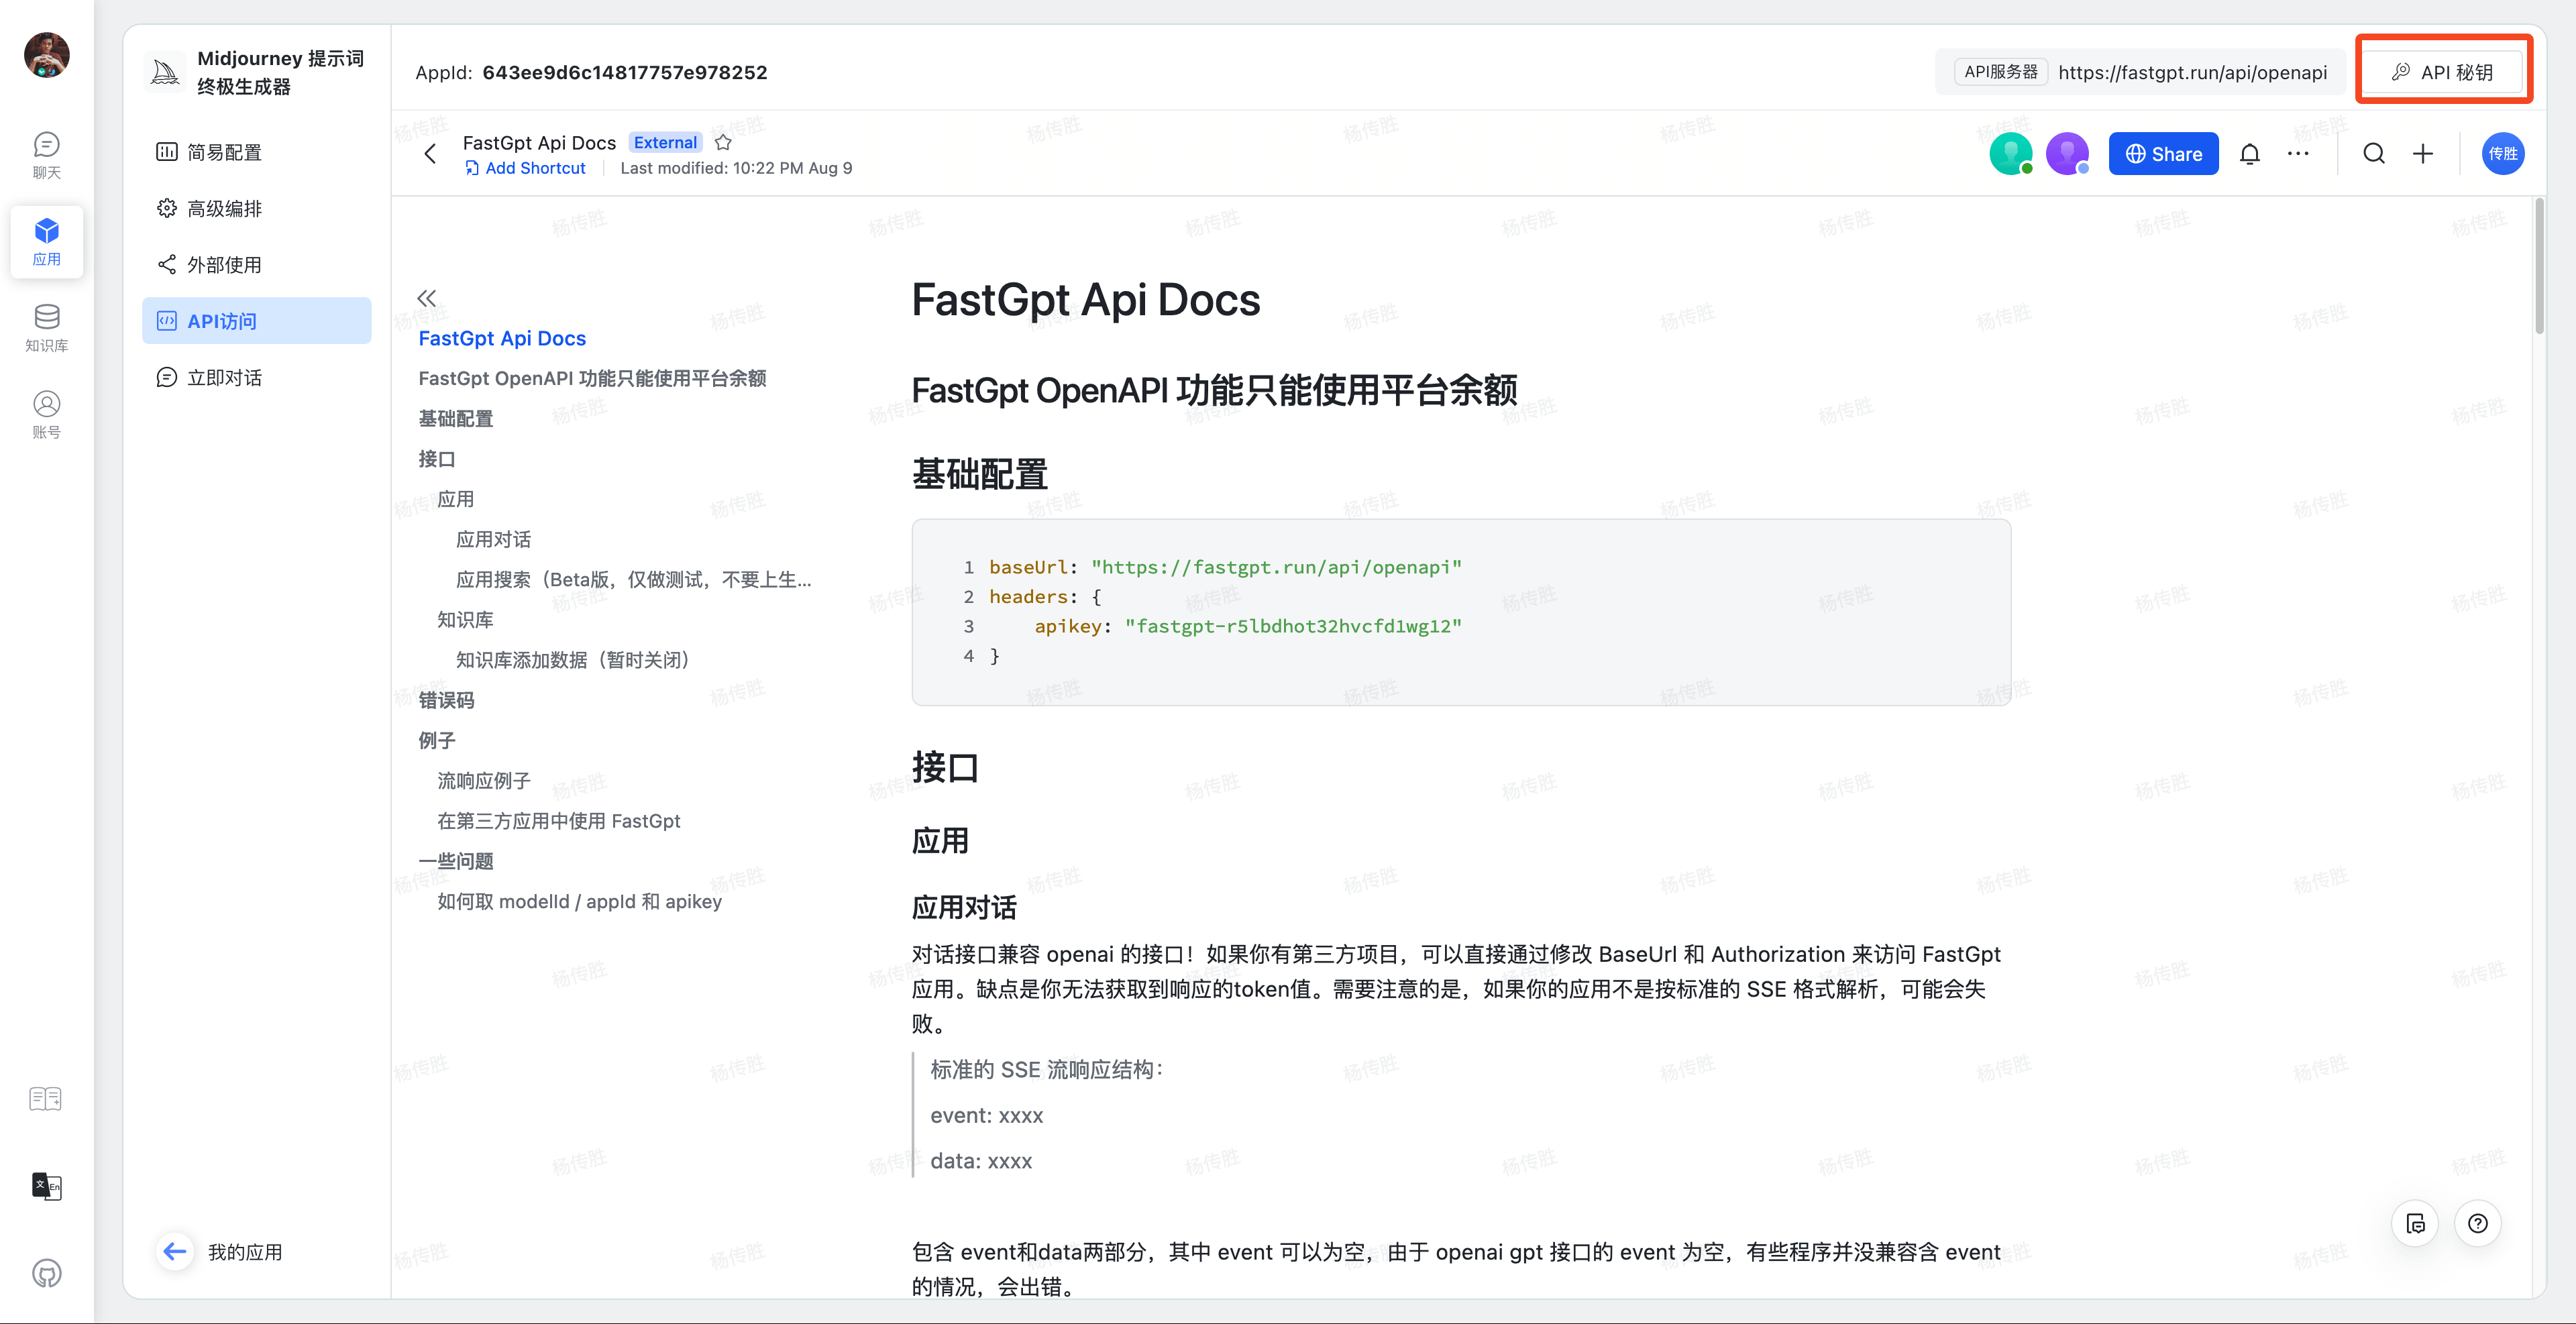 聊天
应用
知识库
账号
文 En
Midjourney 提示词
终极生成器
简易配置
高级编排
外部使用
API访问
立即对话
我的应用
AppId: 643ee9d6c14817757e978252
API服务器 https://fastgpt.run/api/openapi
API 秘钥
FastGpt Api Docs External
Add Shortcut Last modified: 10:22 PM Aug 9
Share
传胜
FastGpt Api Docs
FastGpt OpenAPI 功能只能使用平台余额
基础配置
接口
应用
应用对话
应用搜索（Beta版，仅做测试，不要上生...
知识库
知识库添加数据（暂时关闭）
错误码
例子
流响应例子
在第三方应用中使用 FastGpt
一些问题
如何取 modelId / appId 和 apikey
FastGpt Api Docs
FastGpt OpenAPI 功能只能使用平台余额
基础配置
1 baseUrl: "https://fastgpt.run/api/openapi"
2 headers: {
3 apikey: "fastgpt-r5lbdhot32hvcfd1wg12"
4 }
接口
应用
应用对话
对话接口兼容 openai 的接口！如果你有第三方项目，可以直接通过修改 BaseUrl 和 Authorization 来访问 FastGpt
应用。缺点是你无法获取到响应的token值。需要注意的是，如果你的应用不是按标准的 SSE 格式解析，可能会失
败。
标准的 SSE 流响应结构：
event: xxxx
data: xxxx
包含 event和data两部分，其中 event 可以为空，由于 openai gpt 接口的 event 为空，有些程序并没兼容含 event
的情况，会出错。
杨传胜